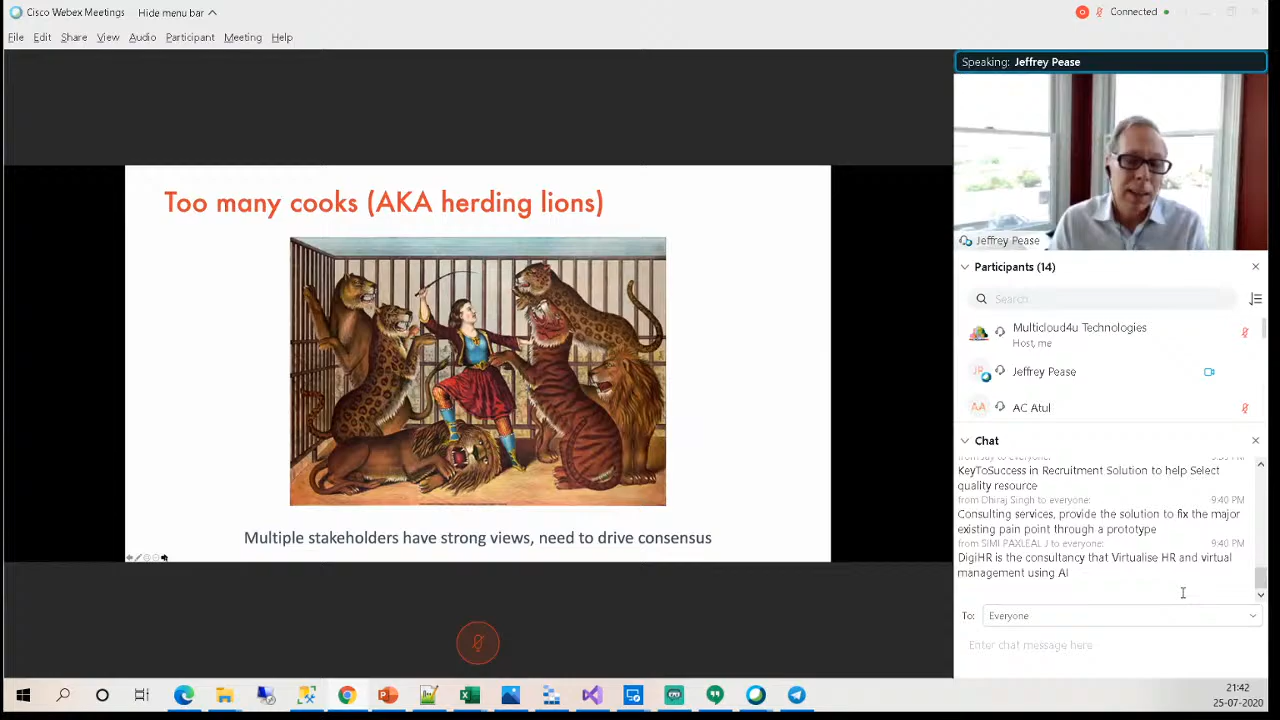 Cisco Webex Meetings
Hide menu bar
Connected
File Edit Share View Audio Participant Meeting Help
Speaking: Jeffrey Pease
Too many cooks (AKA herding lions)
Multiple stakeholders have strong views, need to drive consensus
Jeffrey Pease
Participants (14)
Search
Multicloud4u Technologies
Host, me
Jeffrey Pease
AA
AC Atul
Chat
KeyToSuccess in Recruitment Solution to help Select
quality resource
from Dhiraj Singh to everyone: 9:40 PM
Consulting services, provide the solution to fix the major
existing pain point through a prototype
from SIMI PAXLEAL J to everyone: 9:40 PM
DigiHR is the consultancy that Virtualise HR and virtual
management using AI
To: Everyone
Enter chat message here
21:42
25-07-2020